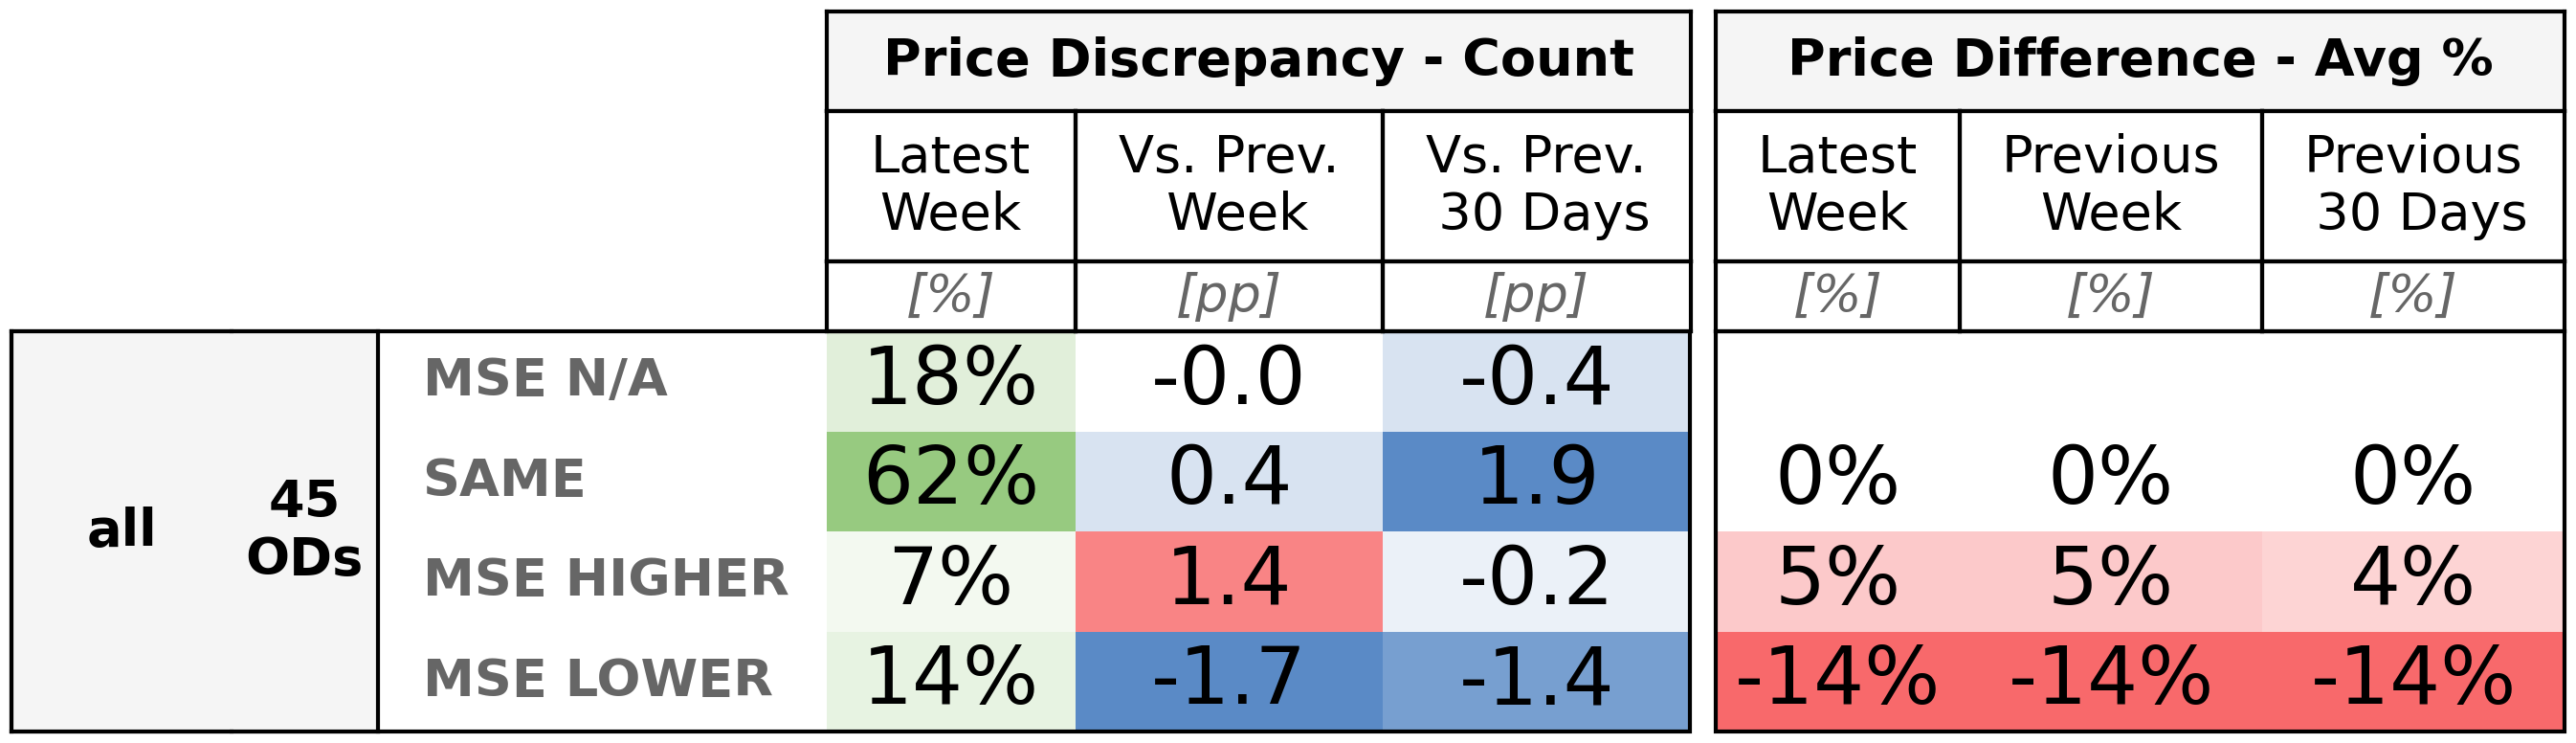 Price Discrepancy - Count Price Difference - Avg %
Latest Week Vs. Prev. Week Vs. Prev. 30 Days Latest Week Previous Week Previous 30 Days
[%] [pp] [pp] [%] [%] [%]
all 45 ODs
MSE N/A 18% -0.0 -0.4
SAME 62% 0.4 1.9 0% 0% 0%
MSE HIGHER 7% 1.4 -0.2 5% 5% 4%
MSE LOWER 14% -1.7 -1.4 -14% -14% -14%